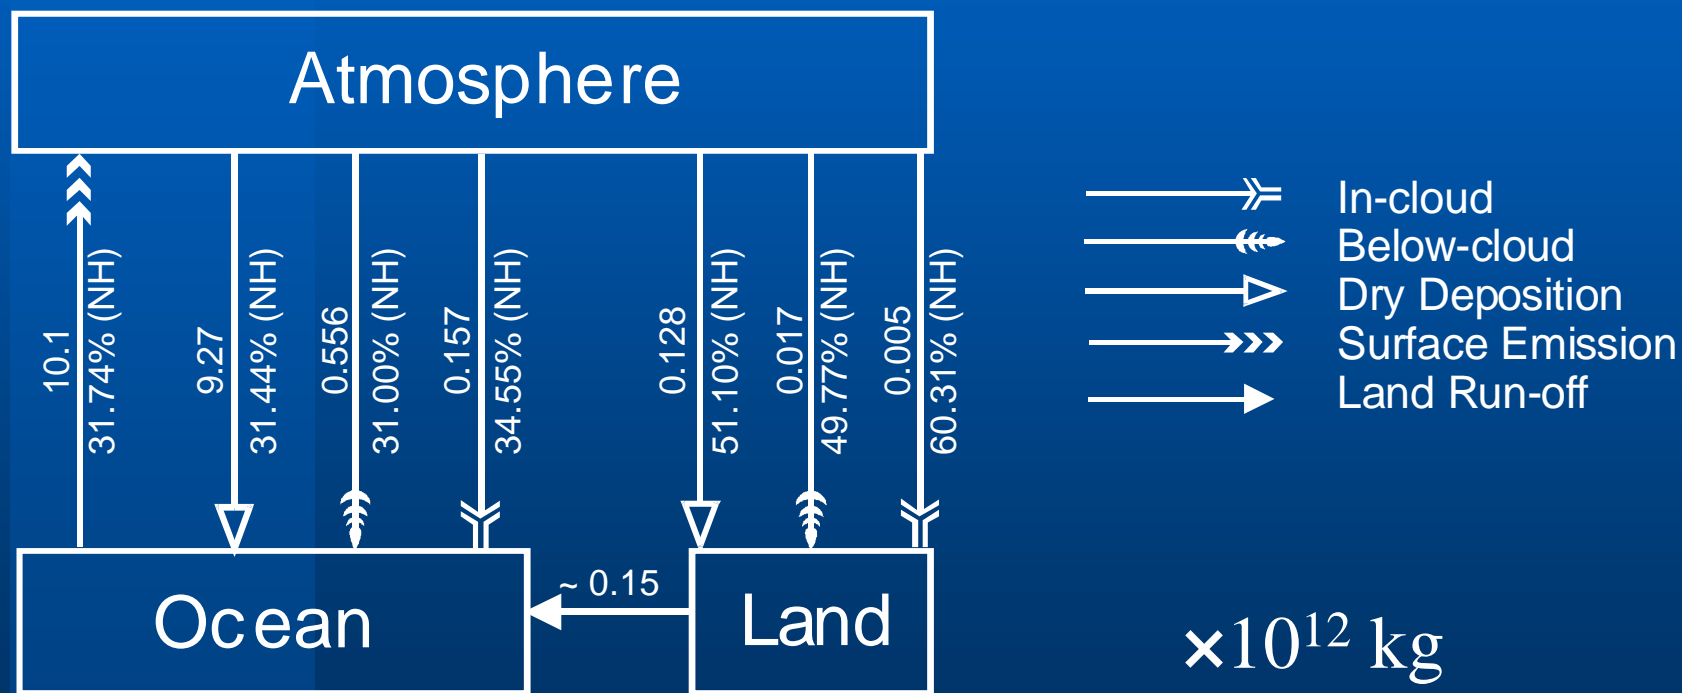 Atmosphere
10.1
31.74% (NH)
9.27
31.44% (NH)
0.556
31.00% (NH)
0.157
34.55% (NH)
0.128
51.10% (NH)
0.017
49.77% (NH)
0.005
60.31% (NH)
In-cloud
Below-cloud
Dry Deposition
Surface Emission
Land Run-off
~ 0.15
Ocean
Land
×10¹² kg